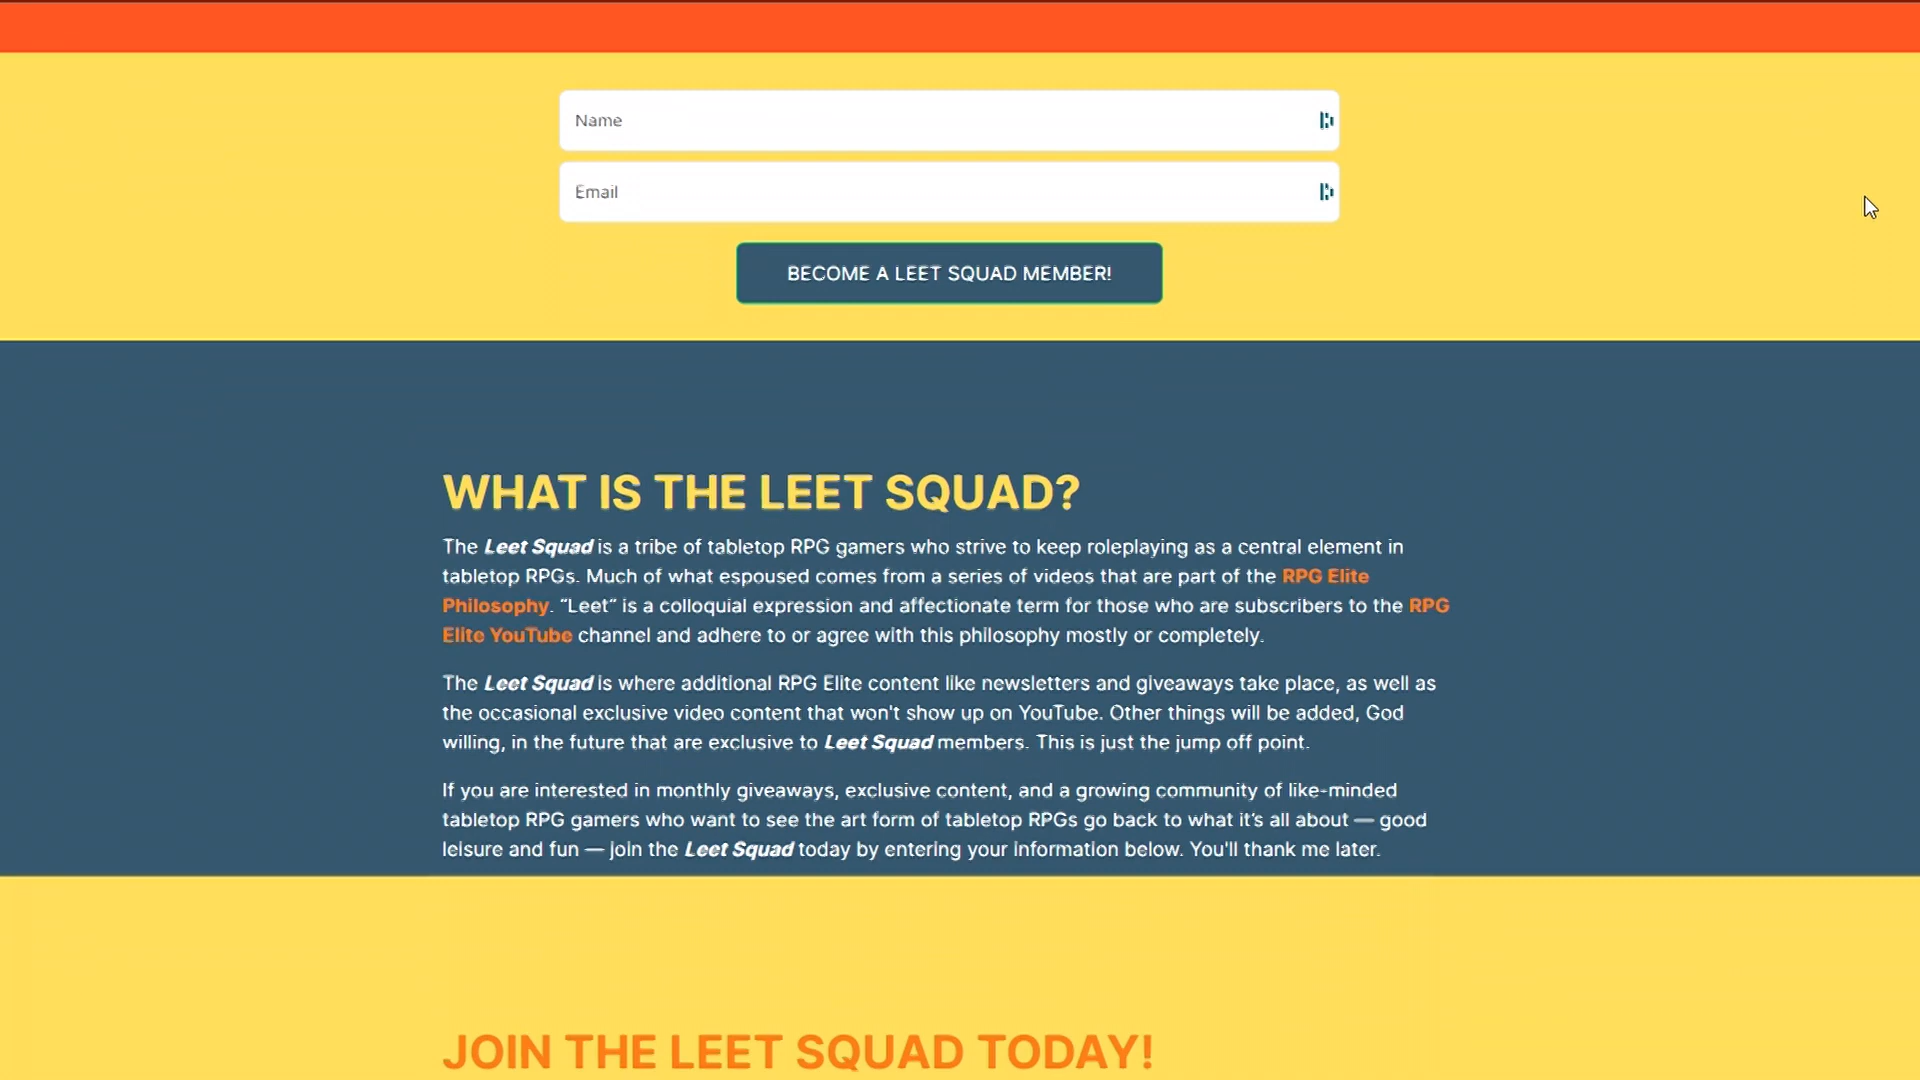 Name
Email
BECOME A LEET SQUAD MEMBER!
WHAT IS THE LEET SQUAD?
The Leet Squad is a tribe of tabletop RPG gamers who strive to keep roleplaying as a central element in
tabletop RPGs. Much of what espoused comes from a series of videos that are part of the RPG Elite
Philosophy. “Leet” is a colloquial expression and affectionate term for those who are subscribers to the RPG
Elite YouTube channel and adhere to or agree with this philosophy mostly or completely.
The Leet Squad is where additional RPG Elite content like newsletters and giveaways take place, as well as
the occasional exclusive video content that won't show up on YouTube. Other things will be added, God
willing, in the future that are exclusive to Leet Squad members. This is just the jump off point.
If you are interested in monthly giveaways, exclusive content, and a growing community of like-minded
tabletop RPG gamers who want to see the art form of tabletop RPGs go back to what it’s all about — good
leisure and fun — join the Leet Squad today by entering your information below. You'll thank me later.
JOIN THE LEET SQUAD TODAY!